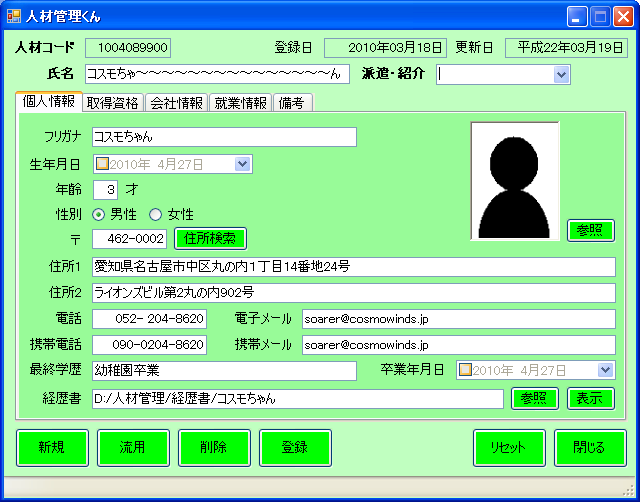 人材管理くん
人材コード 1004089900 登録日 2010年03月18日 更新日 平成22年03月19日
氏名 コスモちゃ~~~~~~~~~~~~~~~~ん 派遣・紹介
個人情報 取得資格 会社情報 就業情報 備考
フリガナ コスモちゃん
生年月日 2010年 4月27日
年齢 3 才
性別 男性 女性 参照
〒 462-0002 住所検索
住所1 愛知県名古屋市中区丸の内1丁目14番地24号
住所2 ライオンズビル第2丸の内902号
電話 052- 204-8620 電子メール soarer@cosmowinds.jp
携帯電話 090-0204-8620 携帯メール soarer@cosmowinds.jp
最終学歴 幼稚園卒業 卒業年月日 2010年 4月27日
経歴書 D:/人材管理/経歴書/コスモちゃん 参照 表示
新規 流用 削除 登録 リセット 閉じる